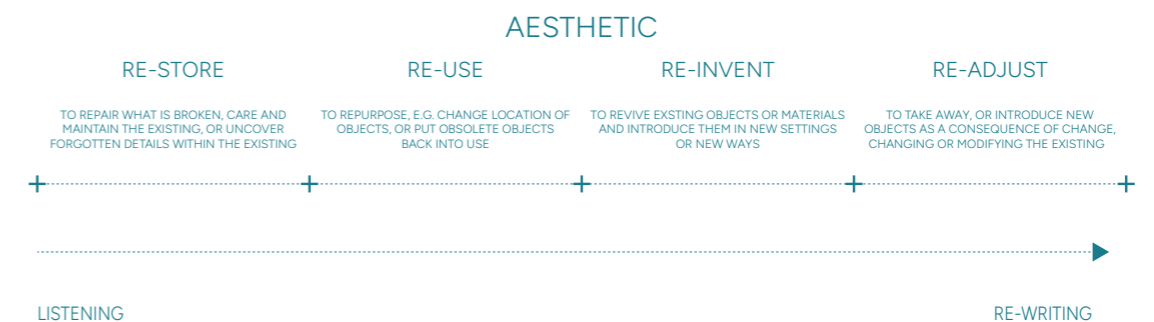 AESTHETIC
RE-STORE
TO REPAIR WHAT IS BROKEN, CARE AND
MAINTAIN THE EXISTING, OR UNCOVER
FORGOTTEN DETAILS WITHIN THE EXISTING
RE-USE
TO REPURPOSE, E.G. CHANGE LOCATION OF
OBJECTS, OR PUT OBSOLETE OBJECTS
BACK INTO USE
RE-INVENT
TO REVIVE EXSTING OBJECTS OR MATERIALS
AND INTRODUCE THEM IN NEW SETTINGS
OR NEW WAYS
RE-ADJUST
TO TAKE AWAY, OR INTRODUCE NEW
OBJECTS AS A CONSEQUENCE OF CHANGE,
CHANGING OR MODIFYING THE EXISTING
LISTENING
RE-WRITING